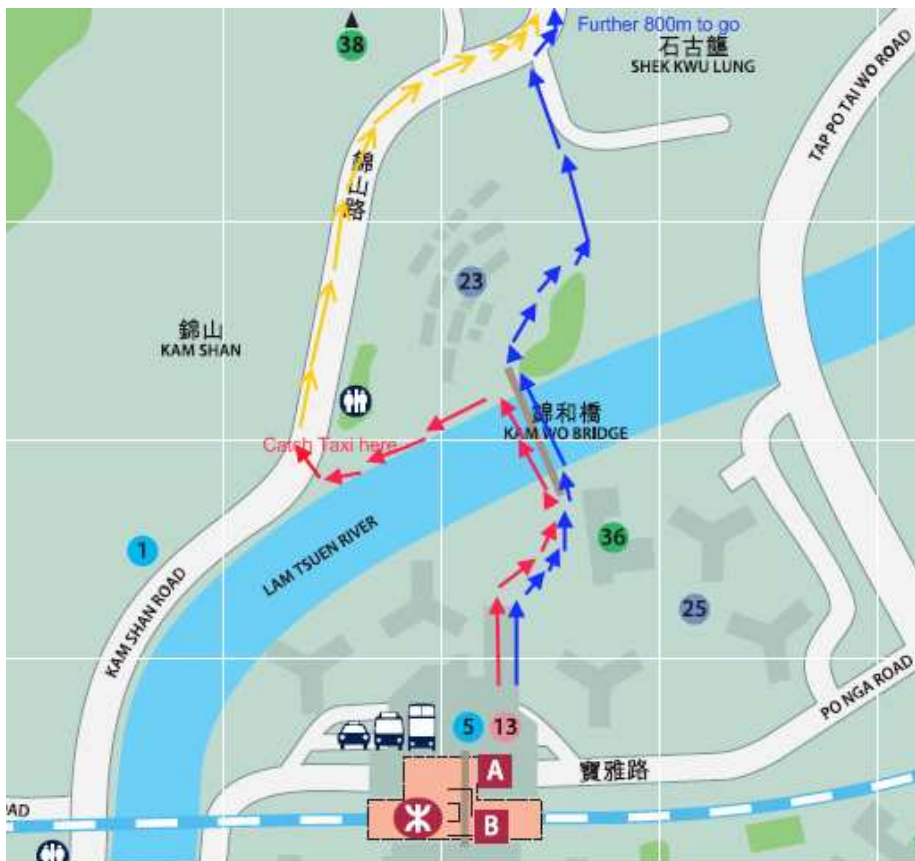 Further 800m to go
38
石古壟
SHEK KWU LUNG
TAP PO TAI WO ROAD
錦山路
23
錦山
KAM SHAN
錦和橋
KAM WO BRIDGE
Catch Taxi here
LAM TSUEN RIVER
1
36
KAM SHAN ROAD
25
PO NGA ROAD
5
13
A
寶雅路
B